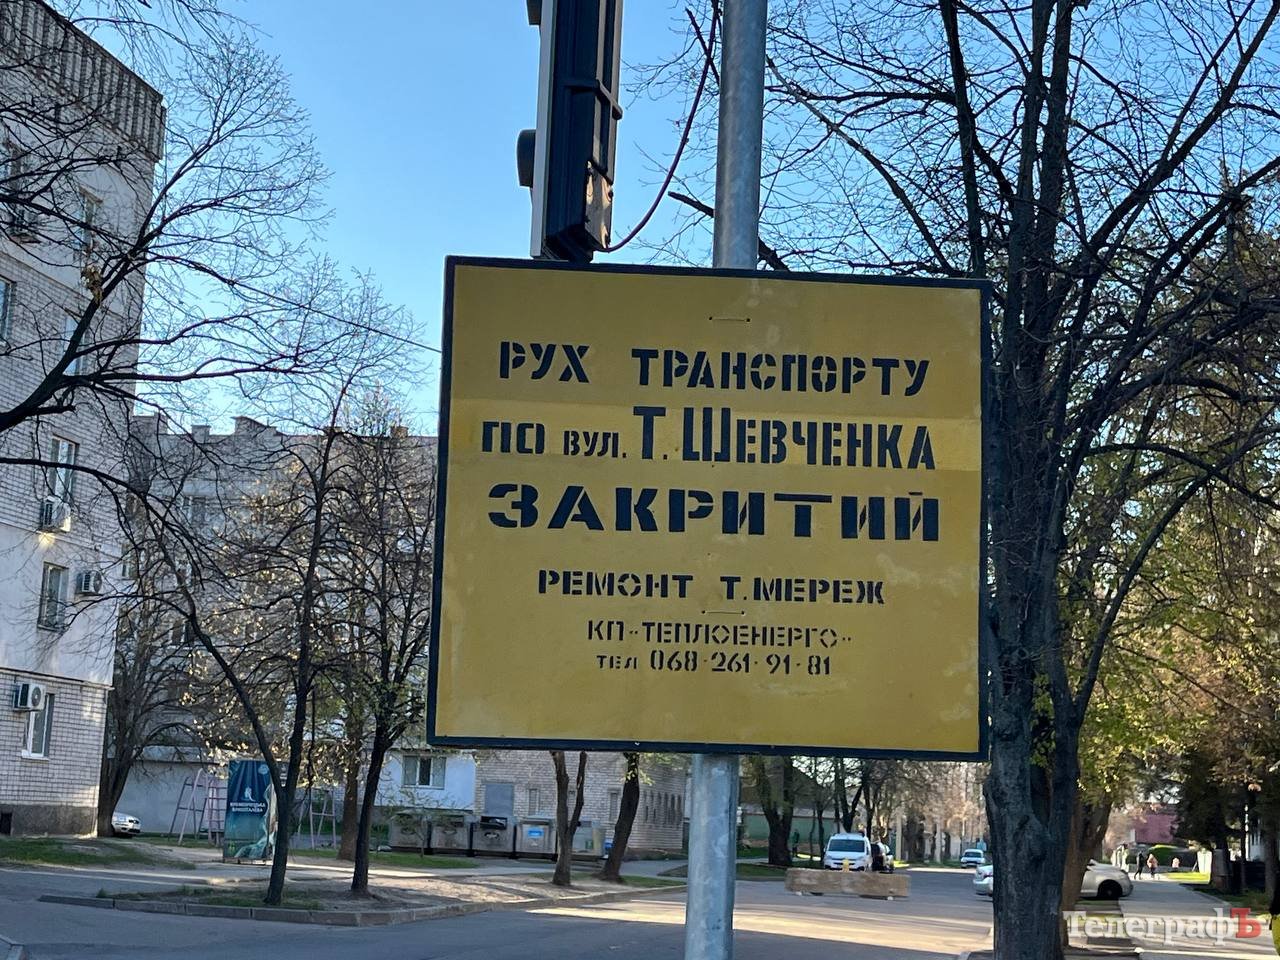 РУХ ТРАНСПОРТУ
ПО ВУЛ. Т. ШЕВЧЕНКА
ЗАКРИТИЙ
РЕМОНТ Т. МЕРЕЖ
КП "ТЕПЛОЕНЕРГО"
ТЕЛ 068-261-91-81
ТелеграфЪ